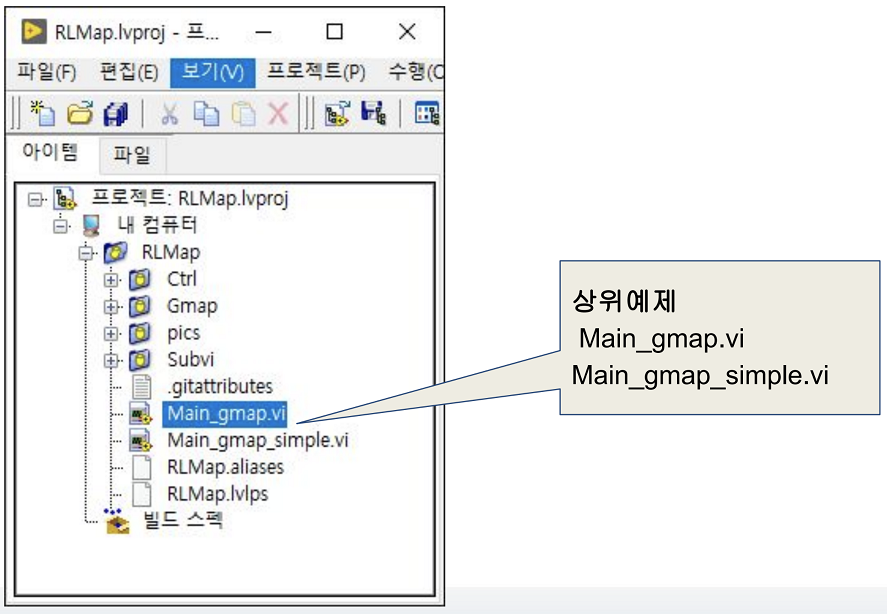 RLMap.lvproj - 프...
파일(F) 편집(E) 보기(V) 프로젝트(P) 수행(O
아이템 파일
프로젝트: RLMap.lvproj
내 컴퓨터
RLMap
Ctrl
Gmap
pics
Subvi
.gitattributes
Main_gmap.vi
Main_gmap_simple.vi
RLMap.aliases
RLMap.lvlps
빌드 스펙
상위예제
Main_gmap.vi
Main_gmap_simple.vi